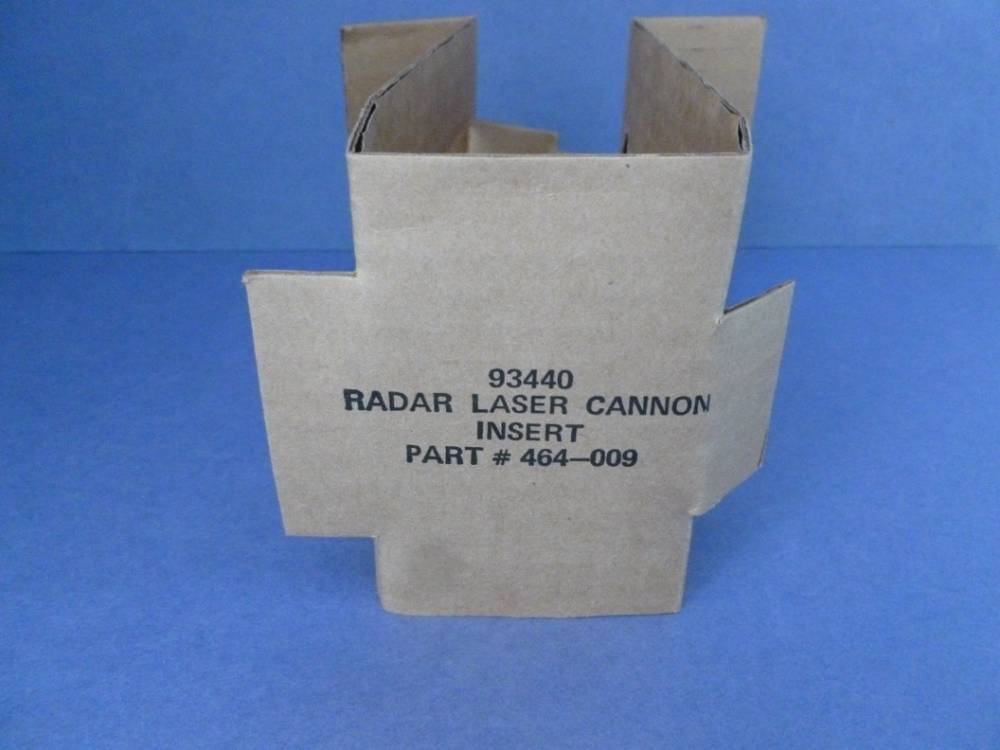 93440
RADAR LASER CANNON
INSERT
PART # 464—009